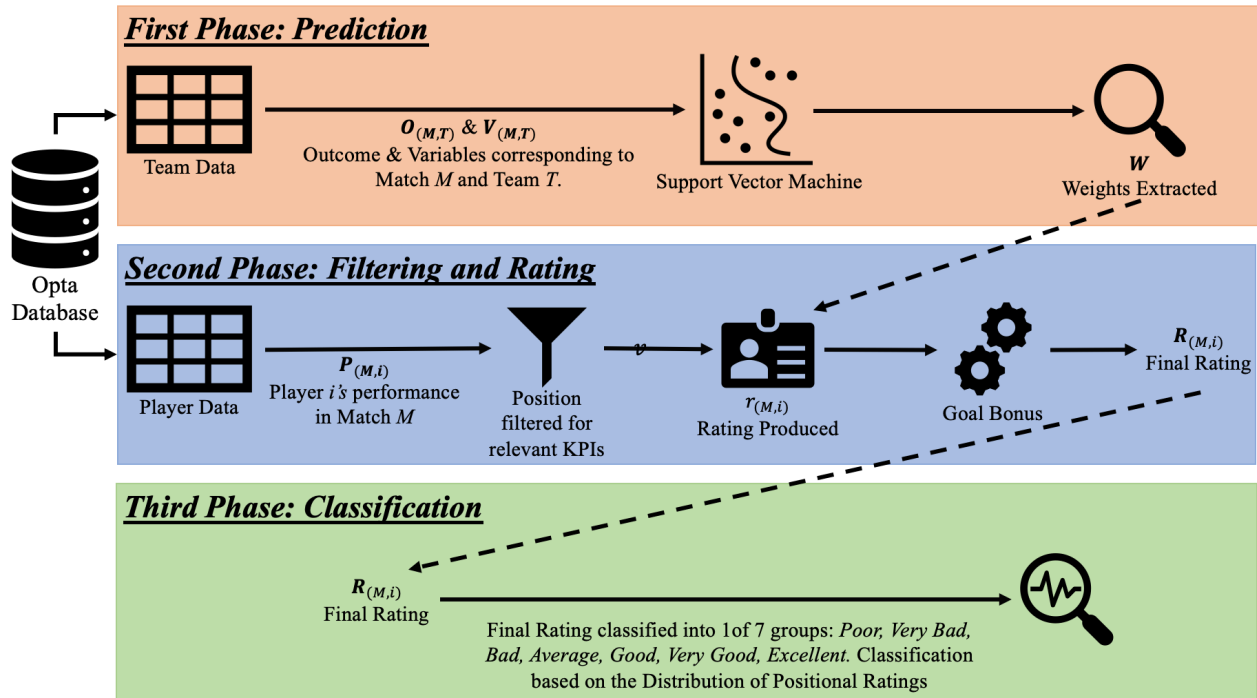 First Phase: Prediction
Team Data
O(M,T) & V(M,T)
Outcome & Variables corresponding to
Match M and Team T.
Support Vector Machine
W
Weights Extracted
Opta
Database
Second Phase: Filtering and Rating
Player Data
P(M,i)
Player i's performance
in Match M
Position
filtered for
relevant KPIs
v
r(M,i)
Rating Produced
Goal Bonus
R(M,i)
Final Rating
Third Phase: Classification
R(M,i)
Final Rating
Final Rating classified into 1of 7 groups: Poor, Very Bad,
Bad, Average, Good, Very Good, Excellent. Classification
based on the Distribution of Positional Ratings